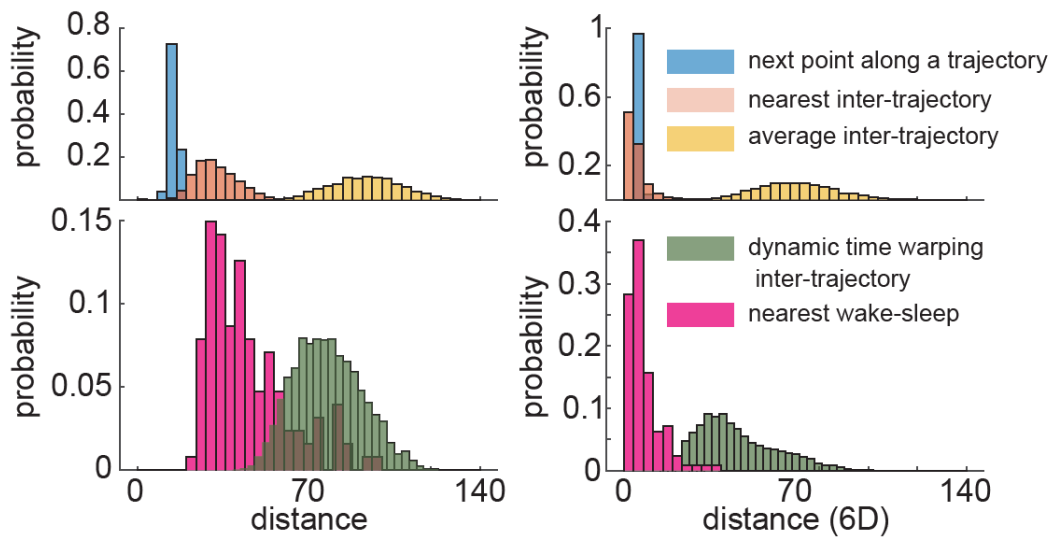 probability
0.8
0.6
0.4
0.2
probability
1
0.6
0.2
next point along a trajectory
nearest inter-trajectory
average inter-trajectory
probability
0.15
0.1
0.05
0
0
70
140
distance
probability
0.4
0.3
0.2
0.1
0
dynamic time warping
inter-trajectory
nearest wake-sleep
0
70
140
distance (6D)